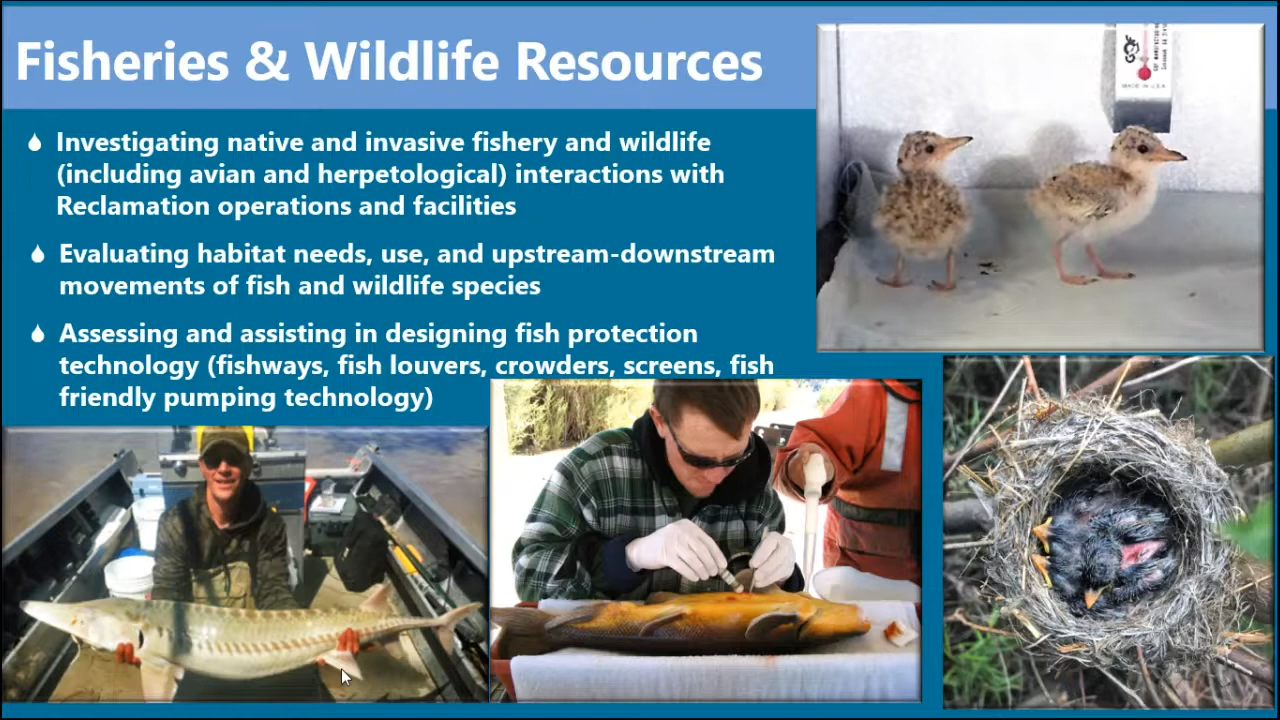 Fisheries & Wildlife Resources
Investigating native and invasive fishery and wildlife
(including avian and herpetological) interactions with
Reclamation operations and facilities
Evaluating habitat needs, use, and upstream-downstream
movements of fish and wildlife species
Assessing and assisting in designing fish protection
technology (fishways, fish louvers, crowders, screens, fish
friendly pumping technology)
GQF
MADE IN U.S.A.